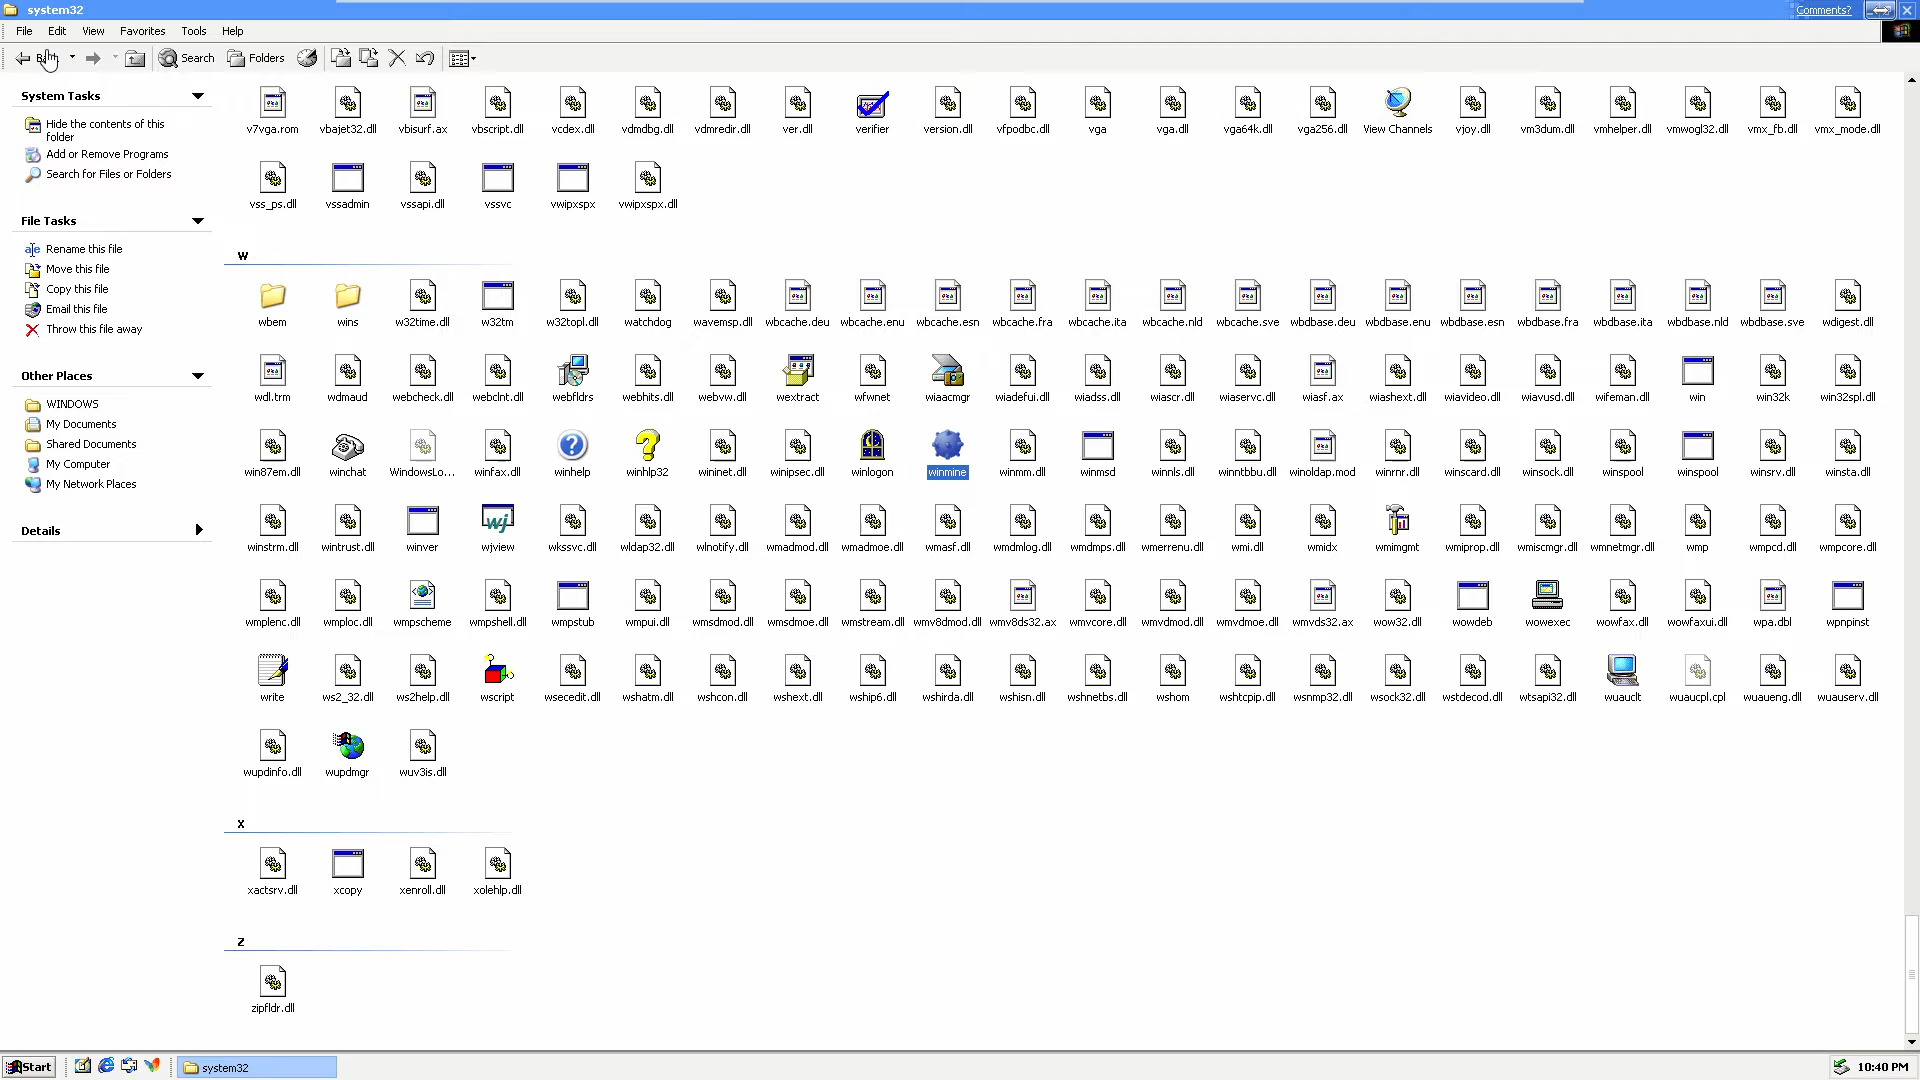 system32
Comments?
File Edit View Favorites Tools Help
Search Folders
System Tasks
Hide the contents of this
folder
Add or Remove Programs
Search for Files or Folders
File Tasks
Rename this file
Move this file
Copy this file
Email this file
Throw this file away
Other Places
WINDOWS
My Documents
Shared Documents
My Computer
My Network Places
Details
v7vga.rom vbajet32.dll vbisurf.ax vbscript.dll vcdex.dll vdmdbg.dll vdmredir.dll ver.dll verifier version.dll vfpodbc.dll vga vga.dll vga64k.dll vga256.dll View Channels vjoy.dll vm3dum.dll vmhelper.dll vmwogl32.dll vmx_fb.dll vmx_mode.dll
vss_ps.dll vssadmin vssapi.dll vssvc vwipxspx vwipxspx.dll
W
wbem wins w32time.dll w32tm w32topl.dll watchdog wavemsp.dll wbcache.deu wbcache.enu wbcache.esn wbcache.fra wbcache.ita wbcache.nld wbcache.sve wbdbase.deu wbdbase.enu wbdbase.esn wbdbase.fra wbdbase.ita wbdbase.nld wbdbase.sve wdigest.dll
wdl.trm wdmaud webcheck.dll webclnt.dll webfldrs webhits.dll webvw.dll wextract wfwnet wiaacmgr wiadefui.dll wiadss.dll wiascr.dll wiaservc.dll wiasf.ax wiashext.dll wiavideo.dll wiavusd.dll wifeman.dll win win32k win32spl.dll
win87em.dll winchat WindowsLo... winfax.dll winhelp winhlp32 wininet.dll winipsec.dll winlogon winmine winmm.dll winmsd winnls.dll winntbbu.dll winoldap.mod winrnr.dll winscard.dll winsock.dll winspool winspool winsrv.dll winsta.dll
winstrm.dll wintrust.dll winver wjview wkssvc.dll wldap32.dll wlnotify.dll wmadmod.dll wmadmoe.dll wmasf.dll wmdmlog.dll wmdmps.dll wmerrenu.dll wmi.dll wmidx wmimgmt wmiprop.dll wmiscmgr.dll wmnetmgr.dll wmp wmpcd.dll wmpcore.dll
wmplenc.dll wmploc.dll wmpscheme wmpshell.dll wmpstub wmpui.dll wmsdmod.dll wmsdmoe.dll wmstream.dll wmv8dmod.dll wmv8ds32.ax wmvcore.dll wmvdmod.dll wmvdmoe.dll wmvds32.ax wow32.dll wowdeb wowexec wowfax.dll wowfaxui.dll wpa.dbl wpnpinst
write ws2_32.dll ws2help.dll wscript wsecedit.dll wshatm.dll wshcon.dll wshext.dll wship6.dll wshirda.dll wshisn.dll wshnetbs.dll wshom wshtcpip.dll wsnmp32.dll wsock32.dll wstdecod.dll wtsapi32.dll wuauclt wuaucpl.cpl wuaueng.dll wuauserv.dll
wupdinfo.dll wupdmgr wuv3is.dll
X
xactsrv.dll xcopy xenroll.dll xolehlp.dll
Z
zipfldr.dll
Start system32 10:40 PM